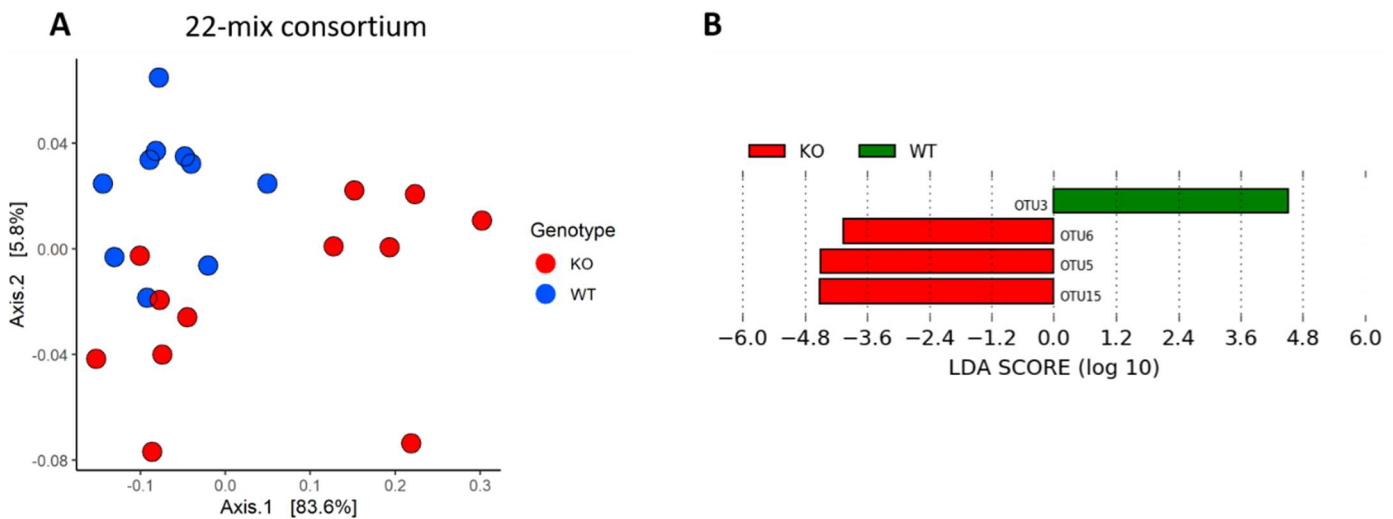 A
22-mix consortium
0.04
0.00
-0.04
-0.08
Axis.2 [5.8%]
-0.1 0.0 0.1 0.2 0.3
Axis.1 [83.6%]
Genotype
KO
WT
B
KO WT
OTU3
OTU6
OTU5
OTU15
−6.0 −4.8 −3.6 −2.4 −1.2 0.0 1.2 2.4 3.6 4.8 6.0
LDA SCORE (log 10)